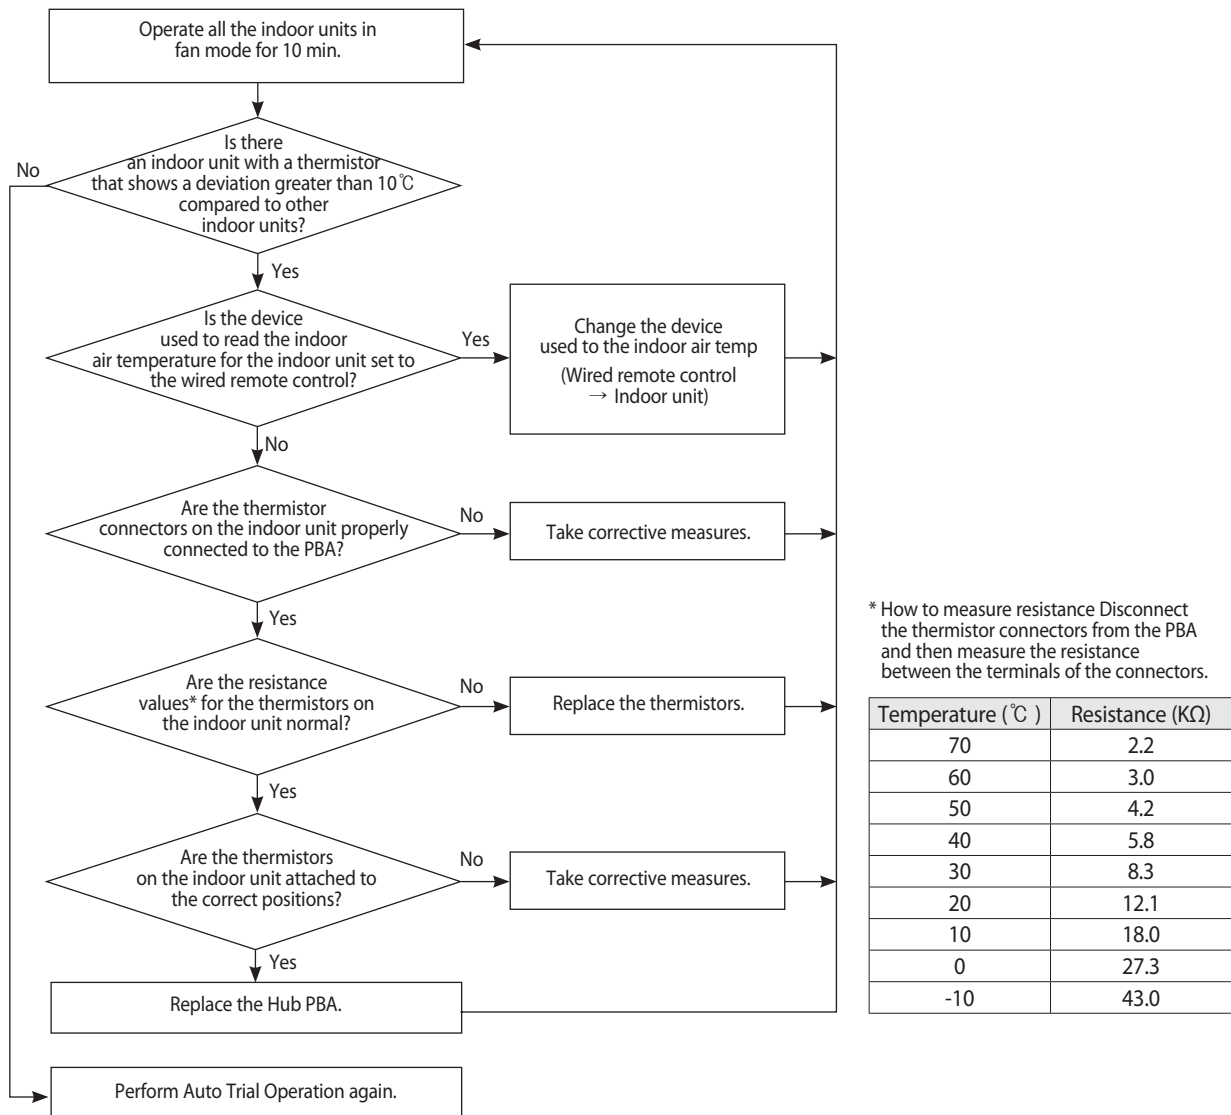 Operate all the indoor units in
fan mode for 10 min.
Is there
an indoor unit with a thermistor
that shows a deviation greater than 10℃
compared to other
indoor units?
No
Yes
Is the device
used to read the indoor
air temperature for the indoor unit set to
the wired remote control?
Yes
Change the device
used to the indoor air temp
(Wired remote control
→ Indoor unit)
No
Are the thermistor
connectors on the indoor unit properly
connected to the PBA?
No
Take corrective measures.
Yes
Are the resistance
values* for the thermistors on
the indoor unit normal?
No
Replace the thermistors.
Yes
Are the thermistors
on the indoor unit attached to
the correct positions?
No
Take corrective measures.
Yes
Replace the Hub PBA.
Perform Auto Trial Operation again.
* How to measure resistance Disconnect
the thermistor connectors from the PBA
and then measure the resistance
between the terminals of the connectors.
Temperature (℃ ) Resistance (KΩ)
70 2.2
60 3.0
50 4.2
40 5.8
30 8.3
20 12.1
10 18.0
0 27.3
-10 43.0